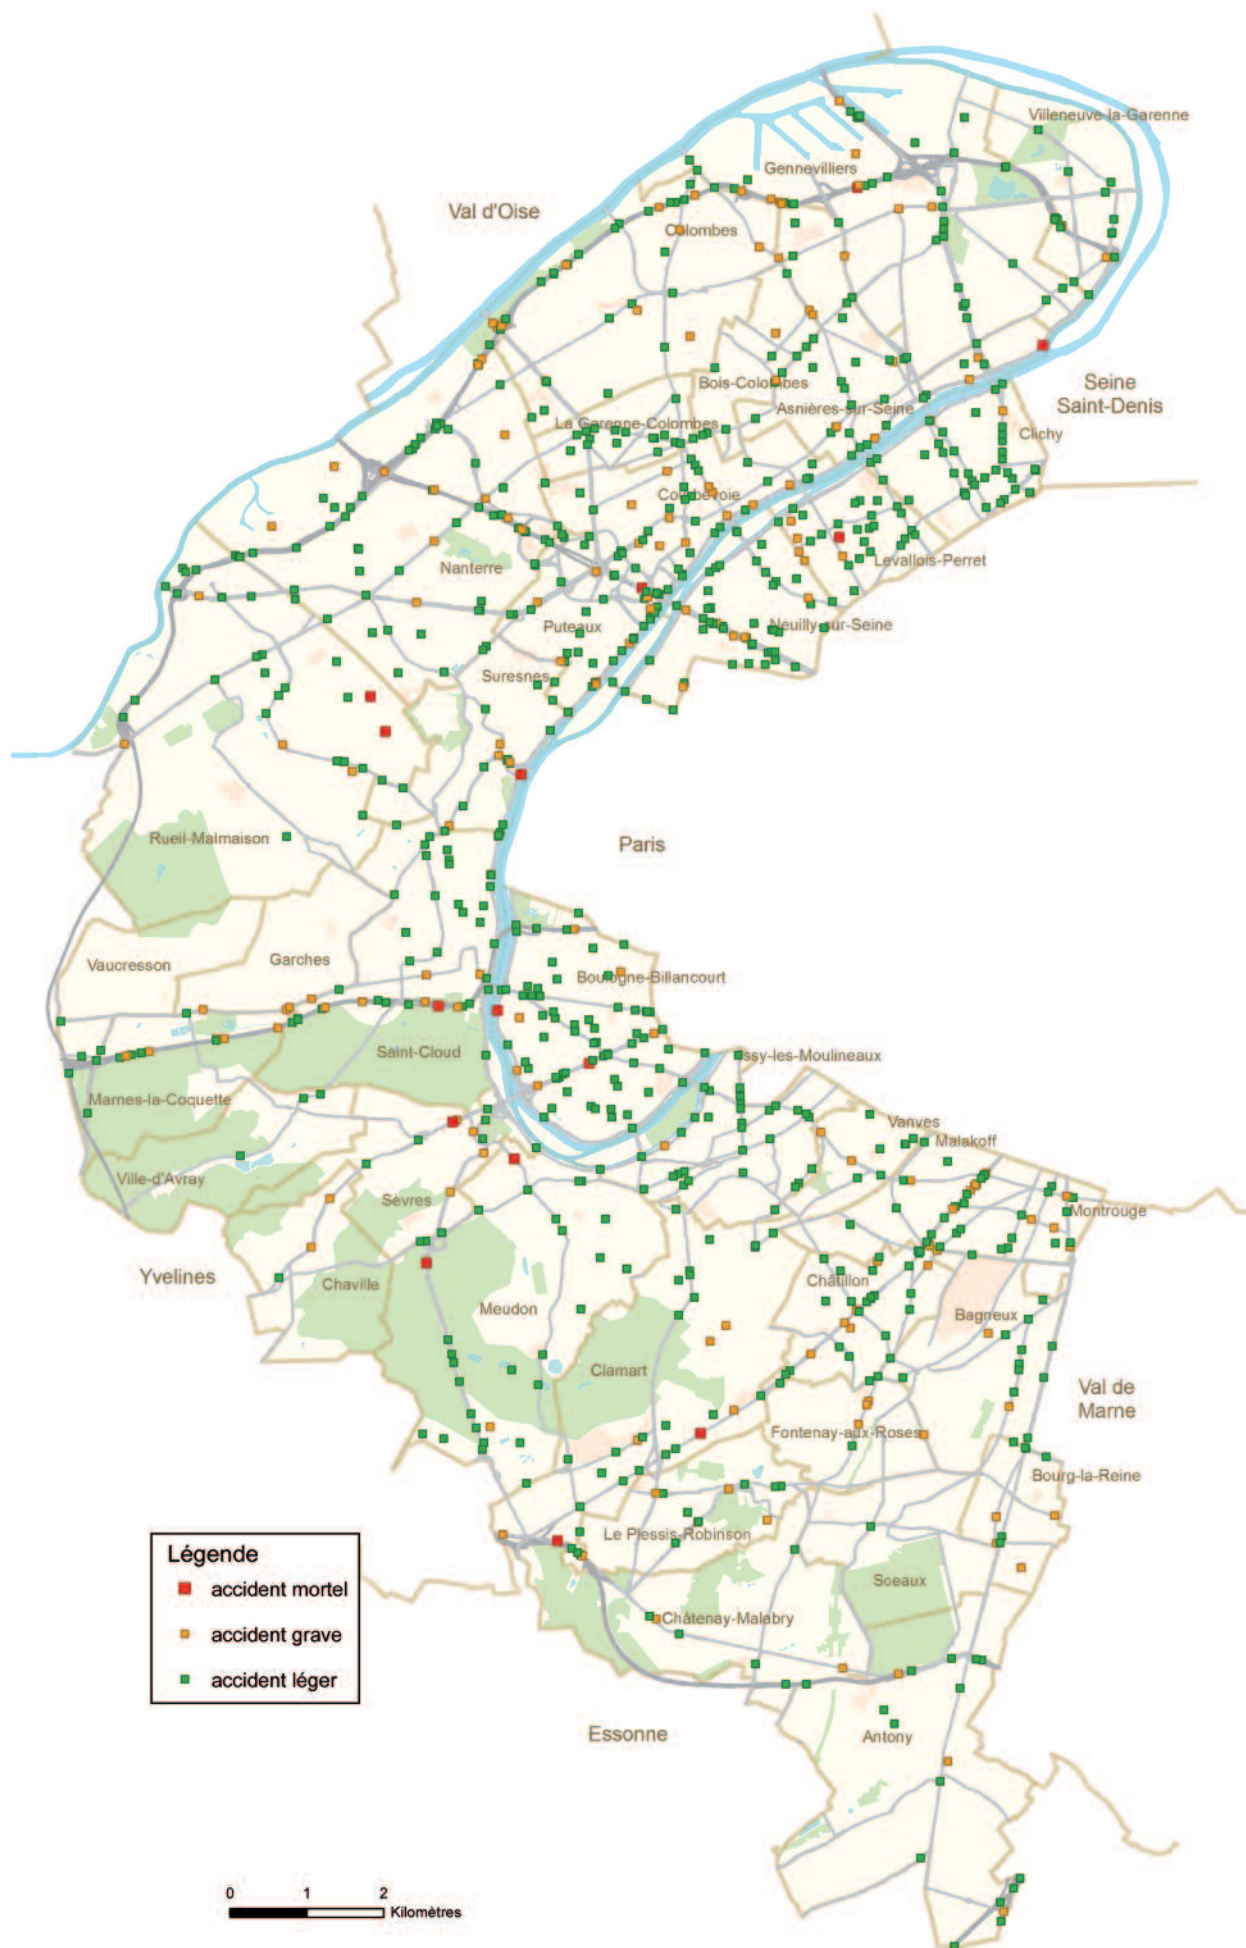 Villeneuve-la-Garenne
Gennevilliers
Val d'Oise
Colombes
Bois-Colombes
Seine
Saint-Denis
Asnières-sur-Seine
La Garenne-Colombes
Clichy
Courbevoie
Levallois-Perret
Nanterre
Puteaux
Neuilly-sur-Seine
Suresnes
Rueil-Malmaison
Paris
Vaucresson
Garches
Boulogne-Billancourt
Saint-Cloud
ssy-les-Moulineaux
Marnes-la-Coquette
Vanves
Malakoff
Ville-d'Avray
Sèvres
Montrouge
Yvelines
Chaville
Châtillon
Meudon
Bagneux
Clamart
Val de
Marne
Fontenay-aux-Roses
Bourg-la-Reine
Le Plessis-Robinson
Sceaux
Châtenay-Malabry
Essonne
Antony
Légende
accident mortel
accident grave
accident léger
0 1 2
Kilomètres